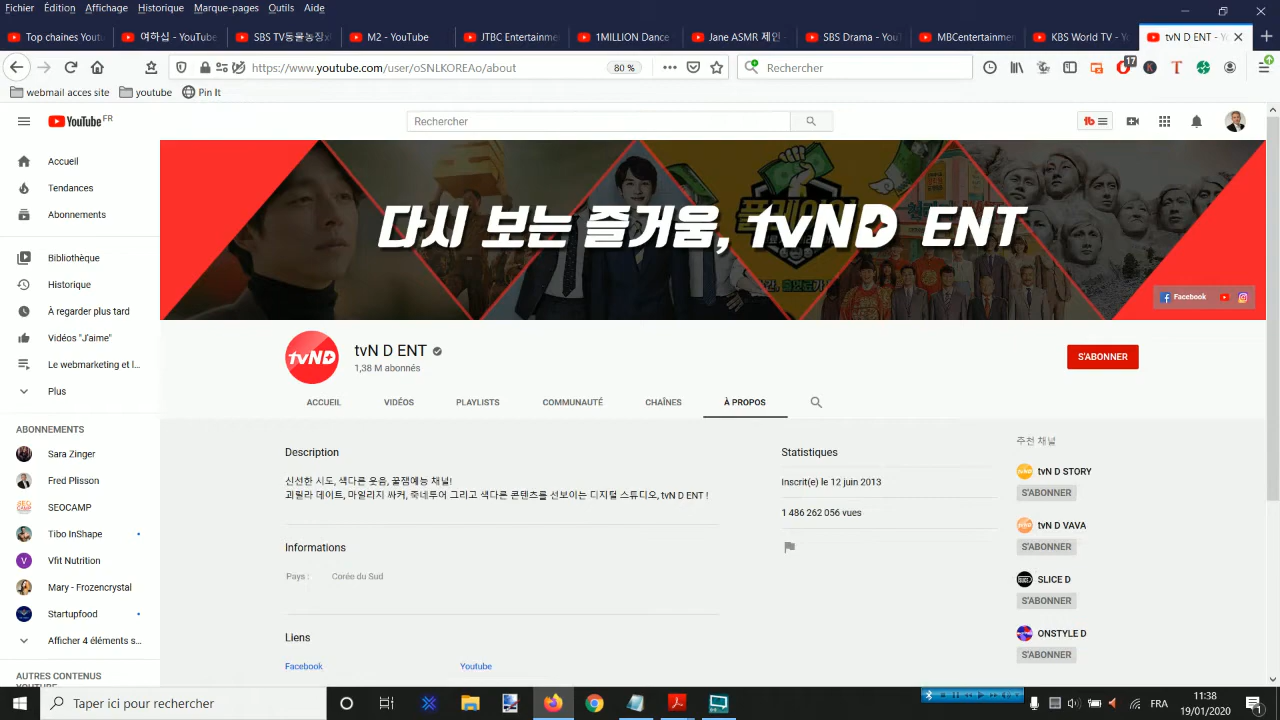 Fichier Édition Affichage Historique Marque-pages Outils Aide
Top chaines Yout
여하십 - YouTube
SBS TV동물농장x
M2 - YouTube
JTBC Entertainmen
1MILLION Dance
Jane ASMR 제인 -
SBS Drama - YouT
MBCentertainmen
KBS World TV - Yo
tvN D ENT - Yo
https://www.youtube.com/user/oSNLKOREAo/about
80 %
Rechercher
17
webmail acces site
youtube
Pin It
YouTube FR
Rechercher
tb
Accueil
Tendances
Abonnements
Bibliothèque
Historique
À regarder plus tard
Vidéos "J'aime"
Le webmarketing et l...
Plus
ABONNEMENTS
Sara Zinger
Fred Plisson
SEOCAMP
Tibo InShape
Vfit Nutrition
Mary - Frozencrystal
Startupfood
Afficher 4 éléments s...
AUTRES CONTENUS
YOUTUBE
다시 보는 즐거움, tvND ENT
Facebook
tvND
tvN D ENT
1,38 M abonnés
S'ABONNER
ACCUEIL VIDÉOS PLAYLISTS COMMUNAUTÉ CHAÎNES À PROPOS
Description
신선한 시도, 색다른 웃음, 꿀잼예능 채널!
괴릴라 데이트, 마일리지 싸커, 죽네투어 그리고 색다른 콘텐츠를 선보이는 디지털 스튜디오, tvN D ENT !
Informations
Pays : Corée du Sud
Liens
Facebook Youtube
Statistiques
Inscrit(e) le 12 juin 2013
1 486 262 056 vues
추천 채널
tvN D STORY
S'ABONNER
tvN D VAVA
S'ABONNER
SLICE D
S'ABONNER
ONSTYLE D
S'ABONNER
Taper ici pour rechercher
FRA
11:38
19/01/2020
1